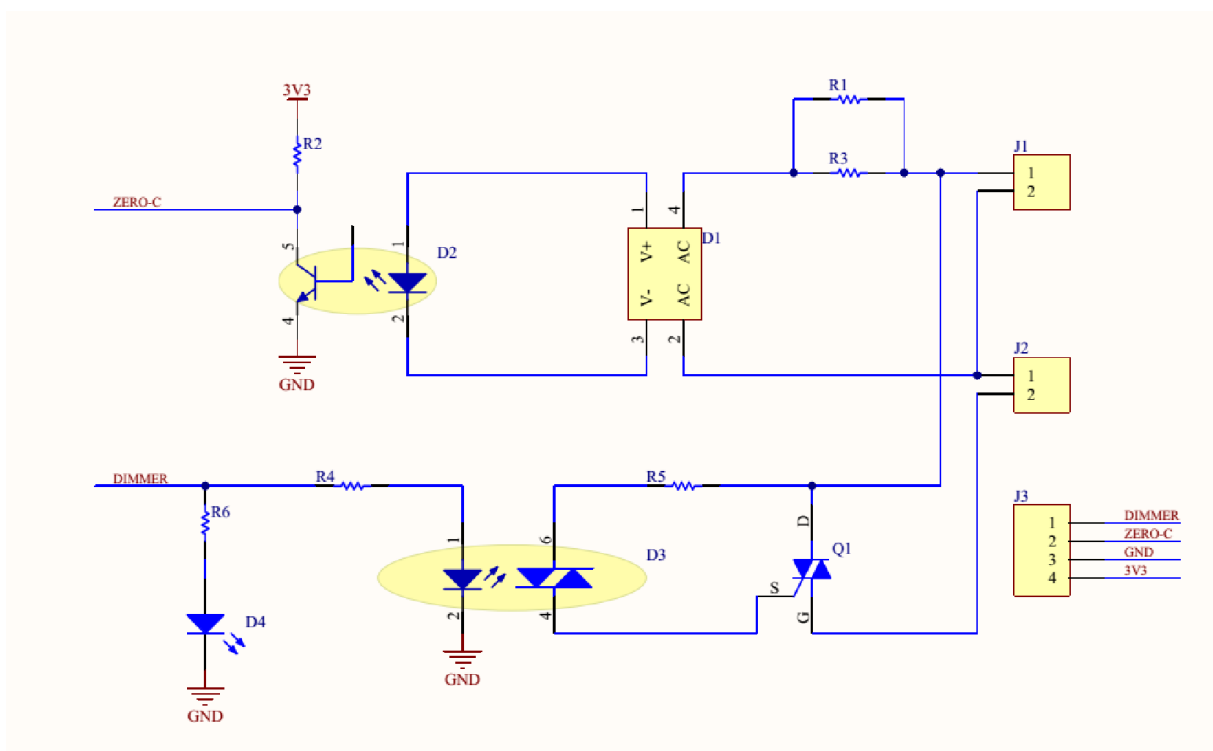 R1
3V3
R2
R3
J1
1
2
ZERO-C
5
D2
1
1
4
D1
V+
AC
V-
AC
4
2
3
2
GND
J2
1
2
DIMMER
R4
R5
R6
J3
D
1
DIMMER
2
ZERO-C
3
GND
4
3V3
1
6
D3
Q1
S
2
4
G
D4
GND
GND